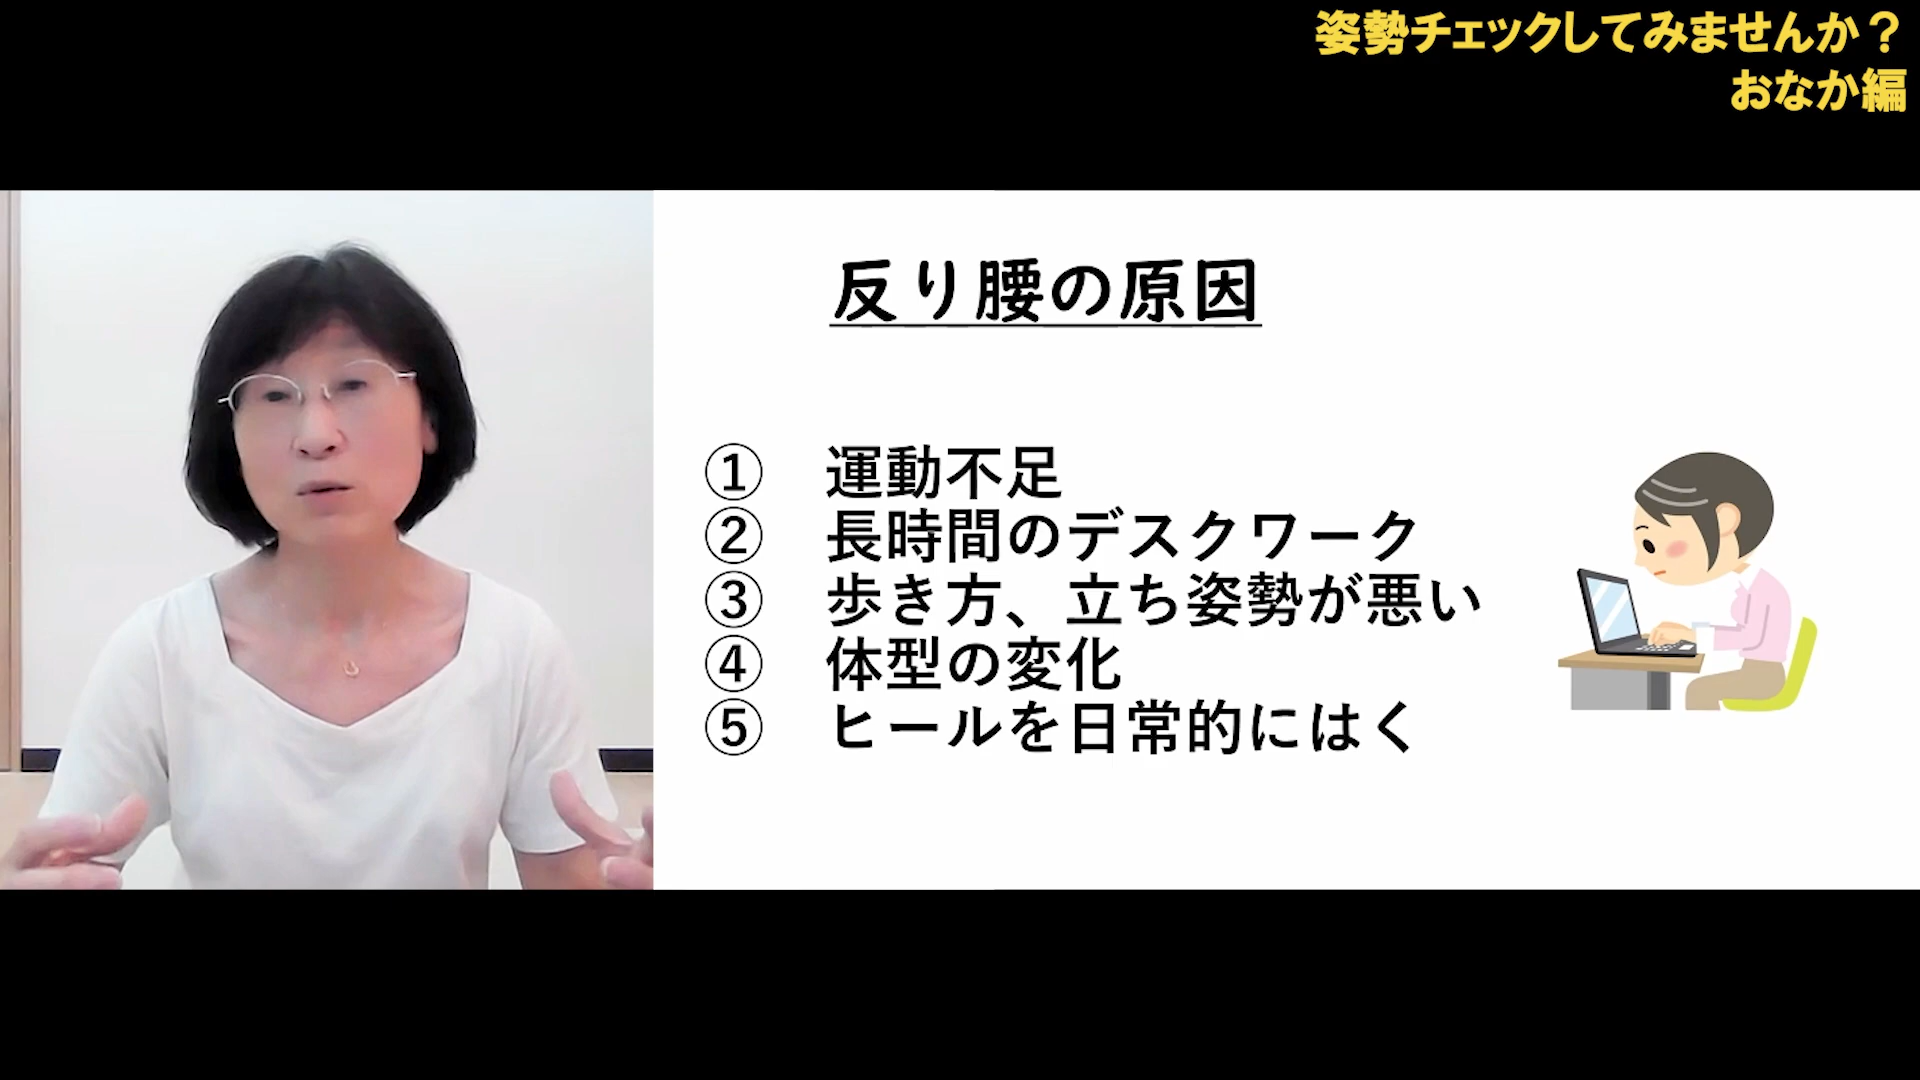 姿勢チェックしてみませんか？
おなか編
反り腰の原因
① 運動不足
② 長時間のデスクワーク
③ 歩き方、立ち姿勢が悪い
④ 体型の変化
⑤ ヒールを日常的にはく